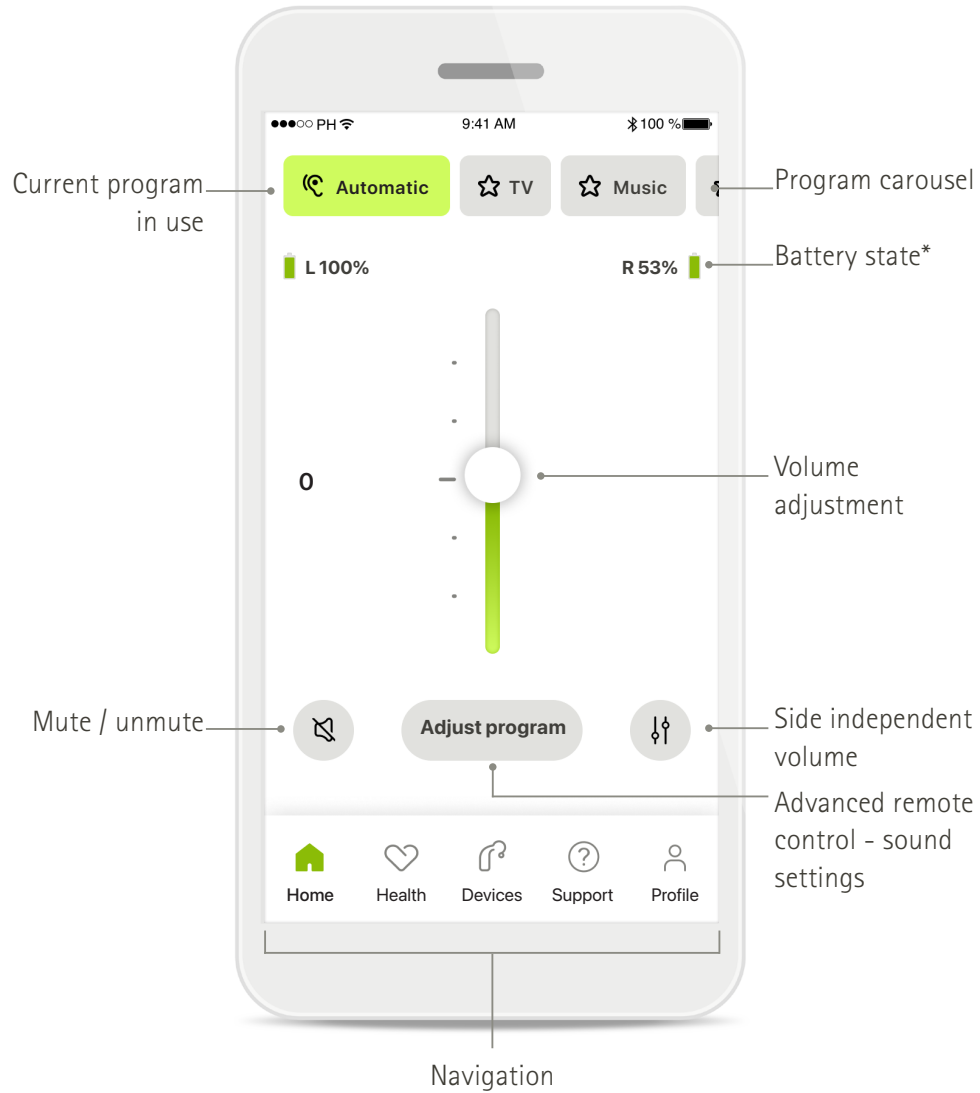 PH 9:41 AM 100 %
Automatic TV Music
Current program
in use
Program carousel
L 100% R 53%
Battery state*
0
Volume
adjustment
Mute / unmute
Adjust program
Side independent
volume
Advanced remote
control - sound
settings
Home Health Devices Support Profile
Navigation